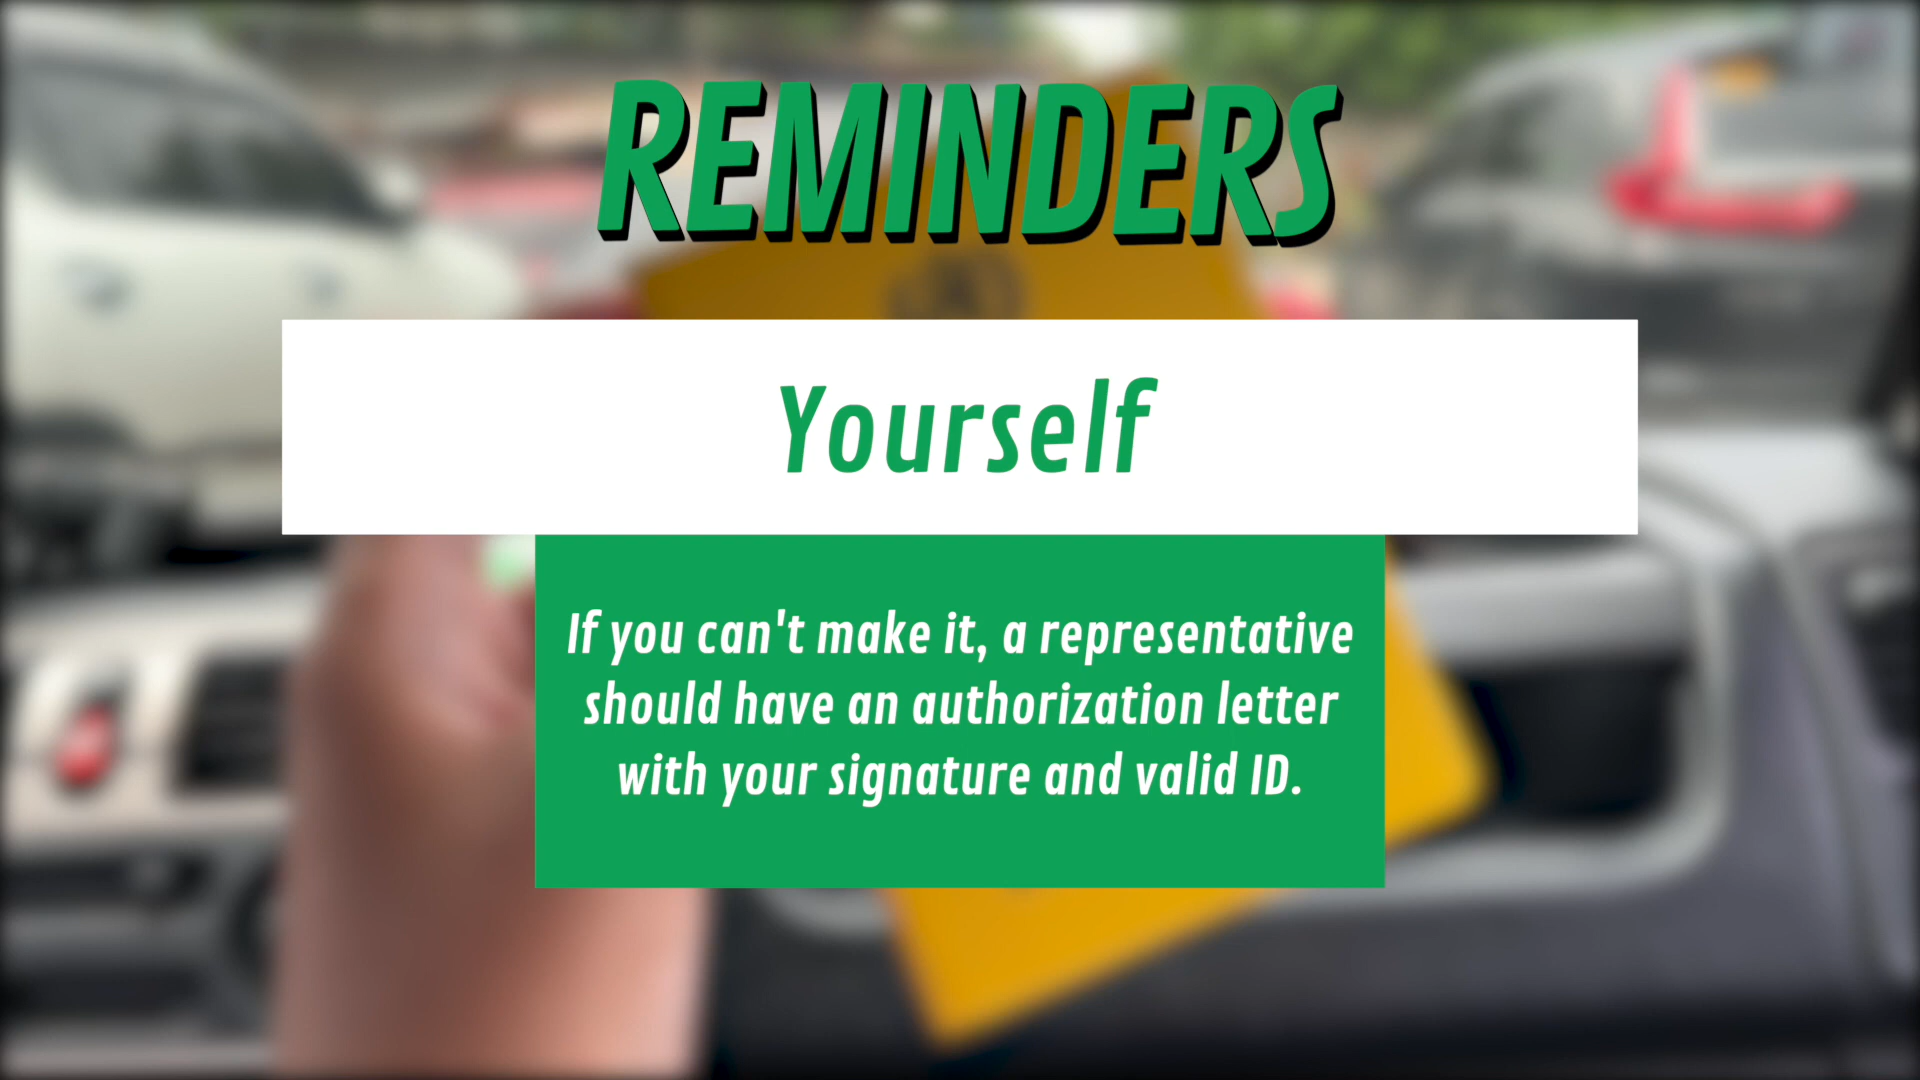 REMINDERS
Yourself
If you can't make it, a representative
should have an authorization letter
with your signature and valid ID.